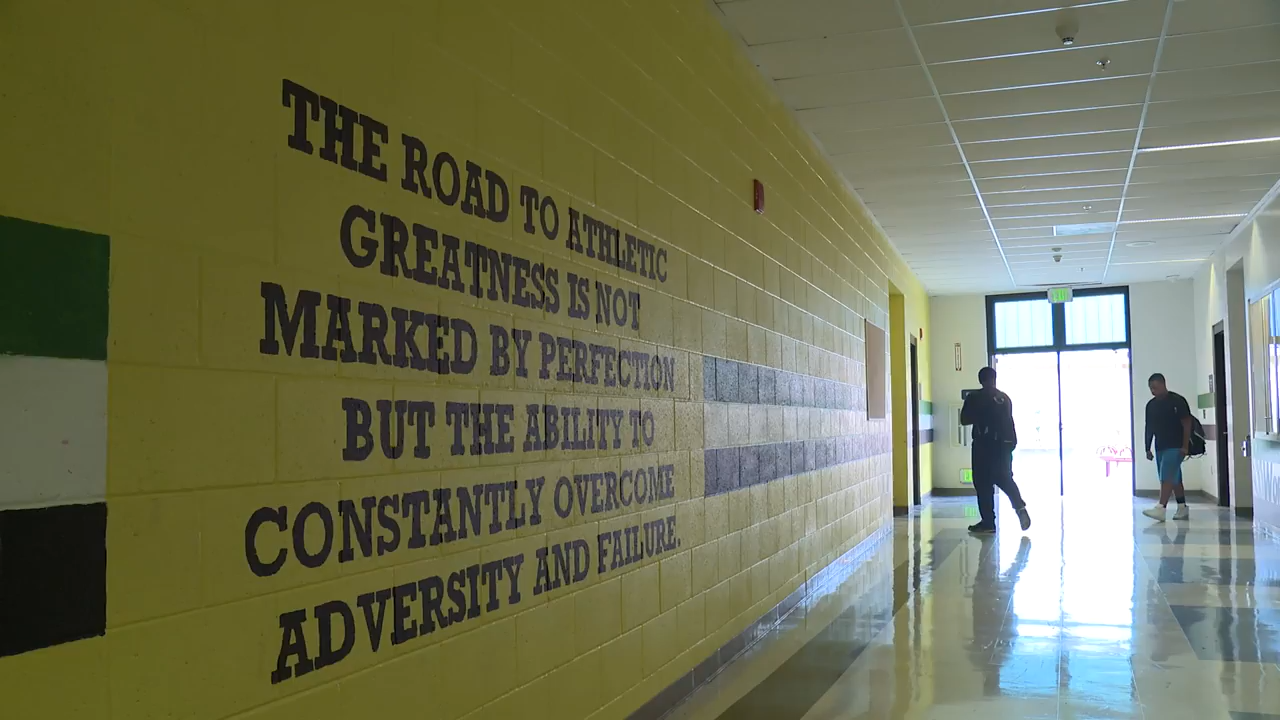 THE ROAD TO ATHLETIC
GREATNESS IS NOT
MARKED BY PERFECTION
BUT THE ABILITY TO
CONSTANTLY OVERCOME
ADVERSITY AND FAILURE.